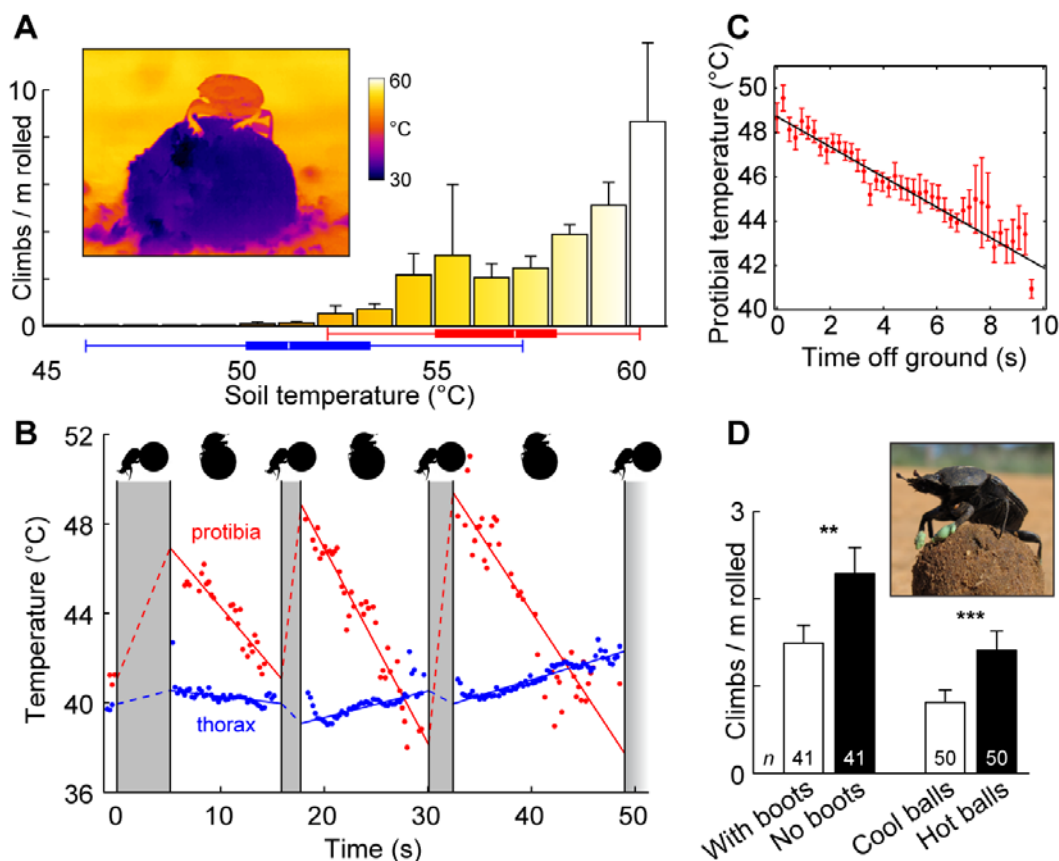 A
10
Climbs / m rolled
0
60
°C
30
45
50
55
60
Soil temperature (°C)
B
52
48
44
40
36
Temperature (°C)
protibia
thorax
0
10
20
30
40
50
Time (s)
C
50
48
46
44
42
40
Protibial temperature (°C)
0
2
4
6
8
10
Time off ground (s)
D
3
0
Climbs / m rolled
**
***
n 41 41 50 50
With boots
No boots
Cool balls
Hot balls